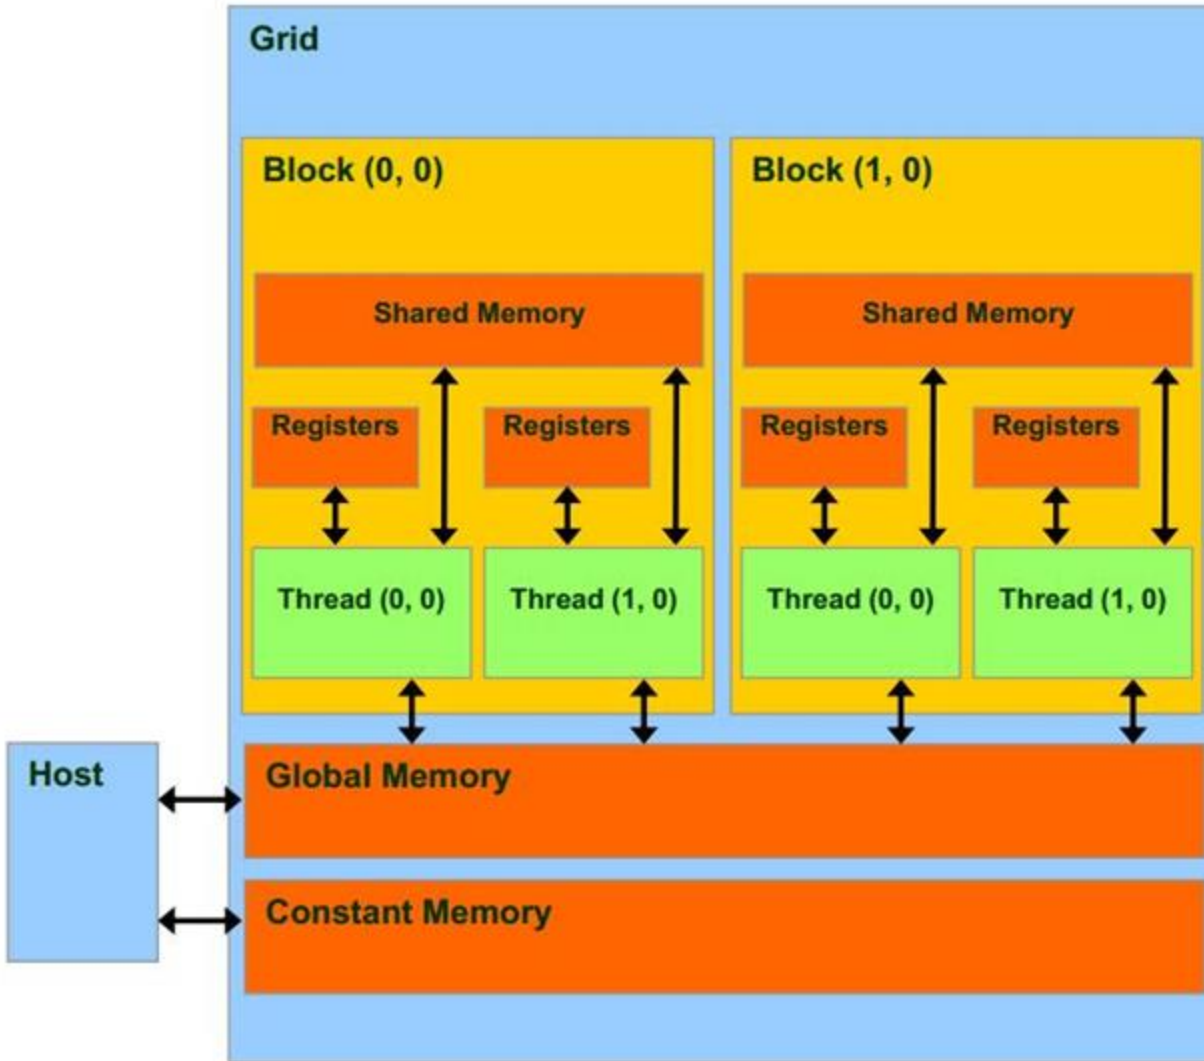 Grid
Block (0, 0)
Block (1, 0)
Shared Memory
Shared Memory
Registers
Registers
Registers
Registers
Thread (0, 0)
Thread (1, 0)
Thread (0, 0)
Thread (1, 0)
Host
Global Memory
Constant Memory